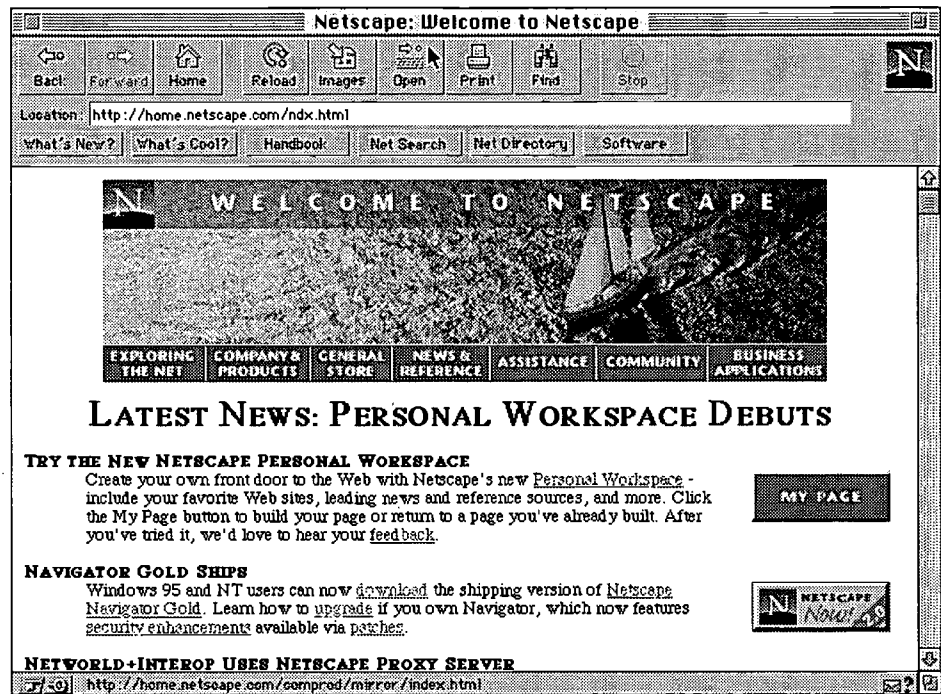 Netscape: Welcome to Netscape
Back Forward Home Reload Images Open Print Find Stop
N
Location: http://home.netscape.com/ndx.html
What's New? What's Cool? Handbook Net Search Net Directory Software
N WELCOME TO NETSCAPE
EXPLORING THE NET COMPANY & PRODUCTS GENERAL STORE NEWS & REFERENCE ASSISTANCE COMMUNITY BUSINESS APPLICATIONS
LATEST NEWS: PERSONAL WORKSPACE DEBUTS
TRY THE NEW NETSCAPE PERSONAL WORKSPACE
Create your own front door to the Web with Netscape's new Personal Workspace -
include your favorite Web sites, leading news and reference sources, and more. Click
the My Page button to build your page or return to a page you've already built. After
you've tried it, we'd love to hear your feedback.
MY PAGE
NAVIGATOR GOLD SHIPS
Windows 95 and NT users can now download the shipping version of Netscape
Navigator Gold. Learn how to upgrade if you own Navigator, which now features
security enhancements available via patches.
N NETSCAPE
Now! 2.0
NETWORLD+INTEROP USES NETSCAPE PROXY SERVER
http://home.netscape.com/comprod/mirror/index.html
?